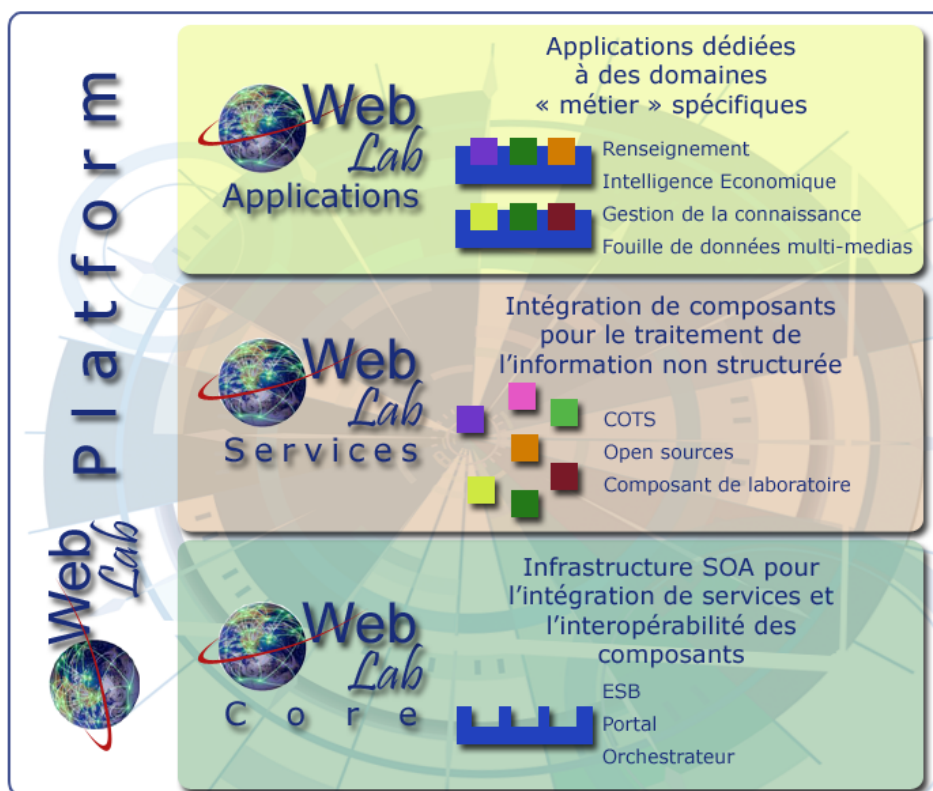 Web Lab Platform
Web
Lab
Applications
Applications dédiées
à des domaines
« métier » spécifiques
Renseignement
Intelligence Economique
Gestion de la connaissance
Fouille de données multi-medias
Web
Lab
Services
Intégration de composants
pour le traitement de
l’information non structurée
COTS
Open sources
Composant de laboratoire
Web
Lab
Core
Infrastructure SOA pour
l’intégration de services et
l’interopérabilité des
composants
ESB
Portal
Orchestrateur